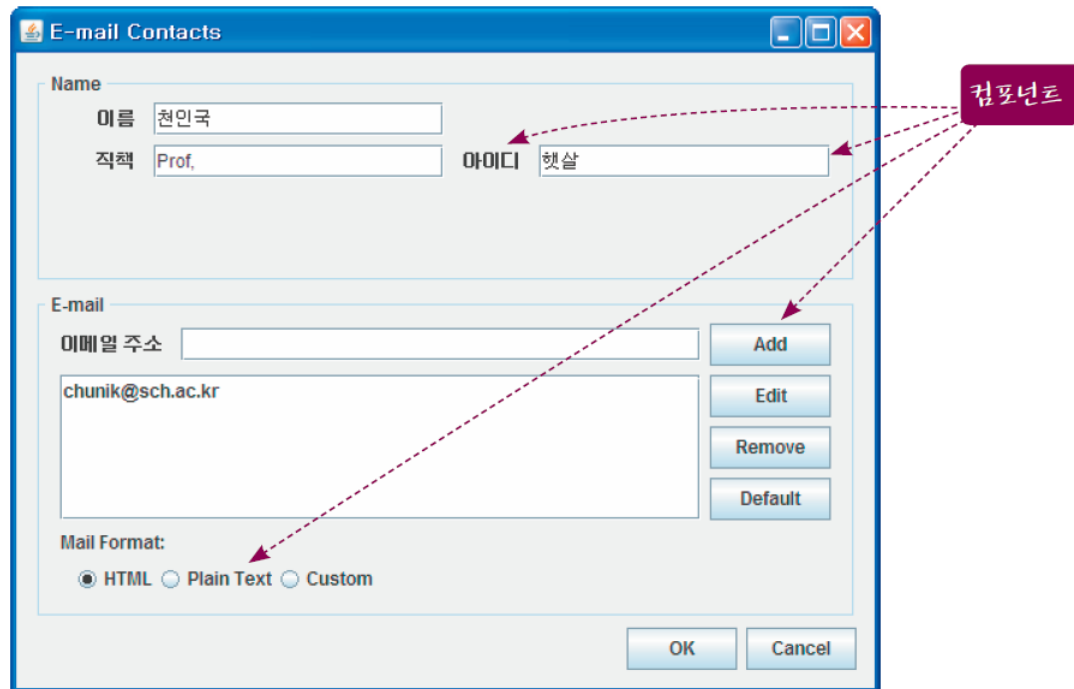 E-mail Contacts
컴포넌트
Name
이름 천인국
직책 Prof. 아이디 햇살
E-mail
이메일 주소 Add
chunik@sch.ac.kr Edit
Remove
Default
Mail Format:
HTML Plain Text Custom
OK Cancel